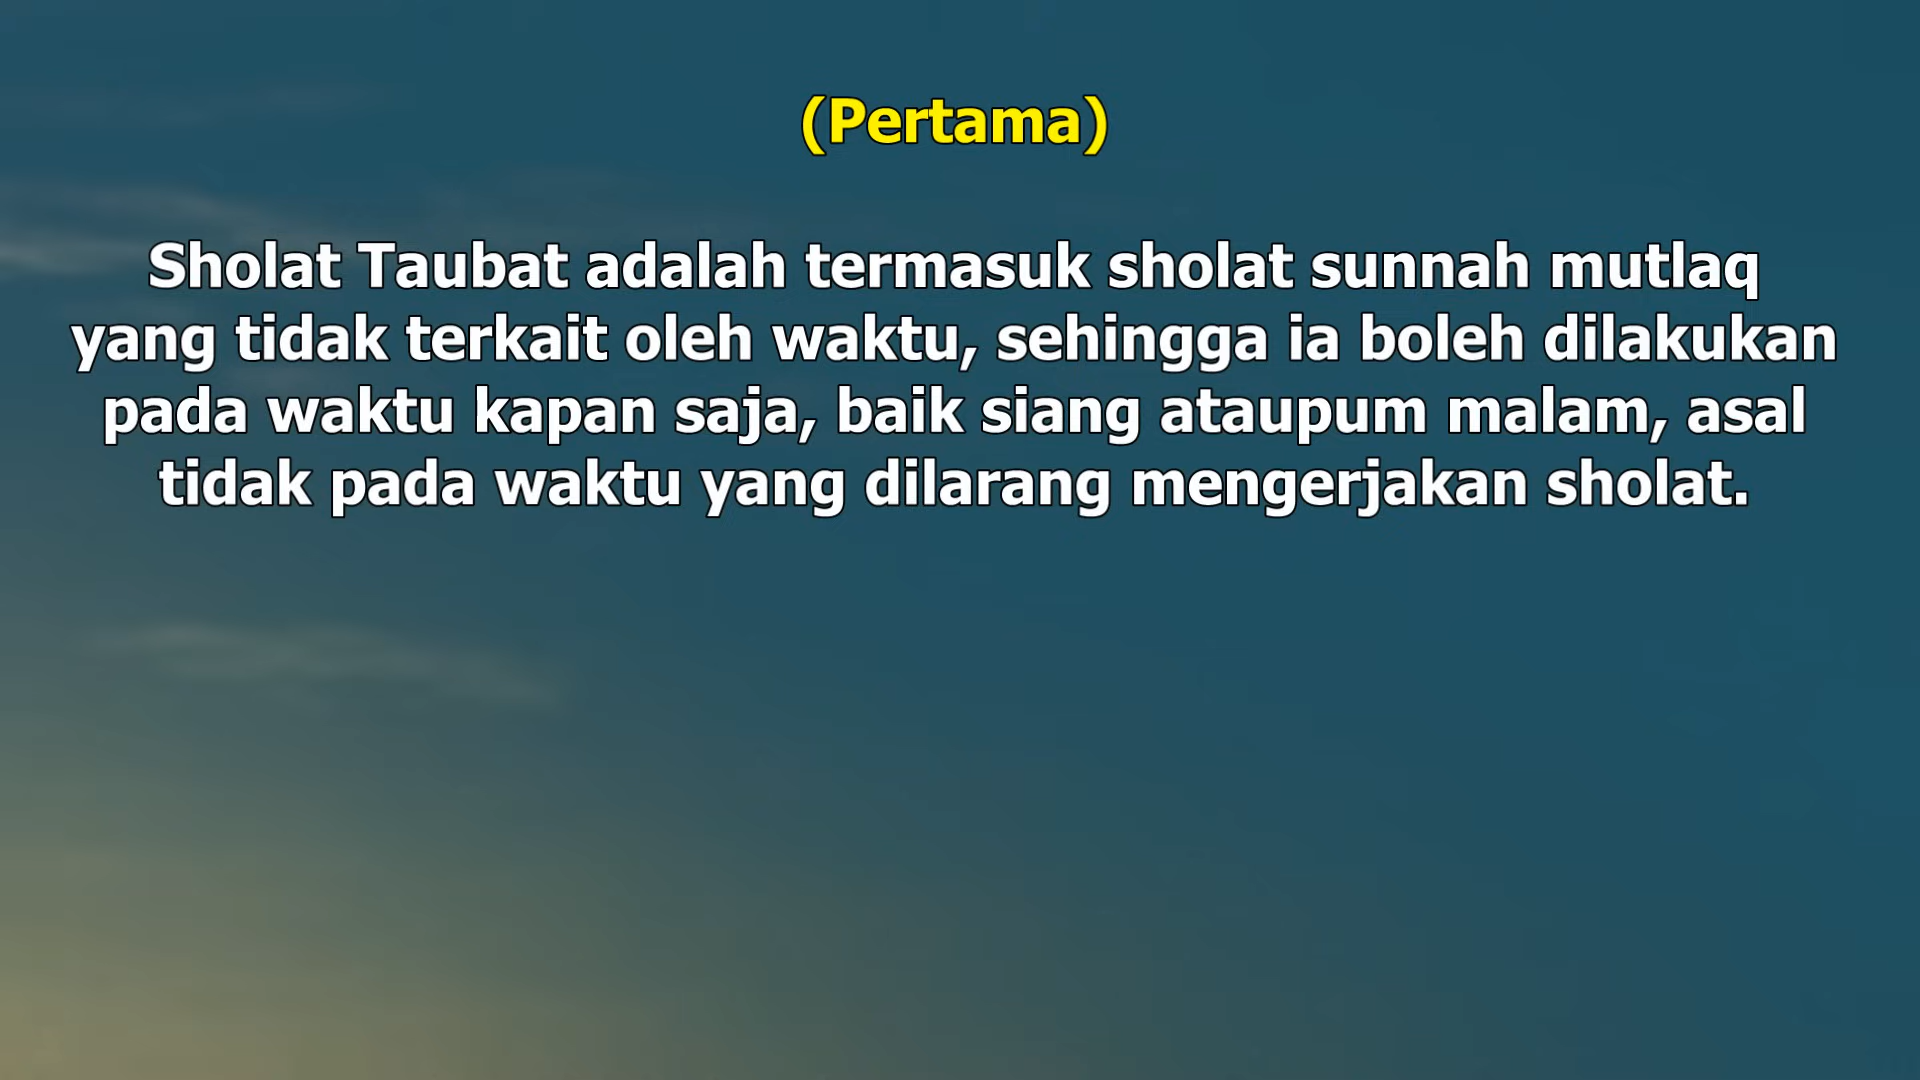 (Pertama)
Sholat Taubat adalah termasuk sholat sunnah mutlaq
yang tidak terkait oleh waktu, sehingga ia boleh dilakukan
pada waktu kapan saja, baik siang ataupum malam, asal
tidak pada waktu yang dilarang mengerjakan sholat.